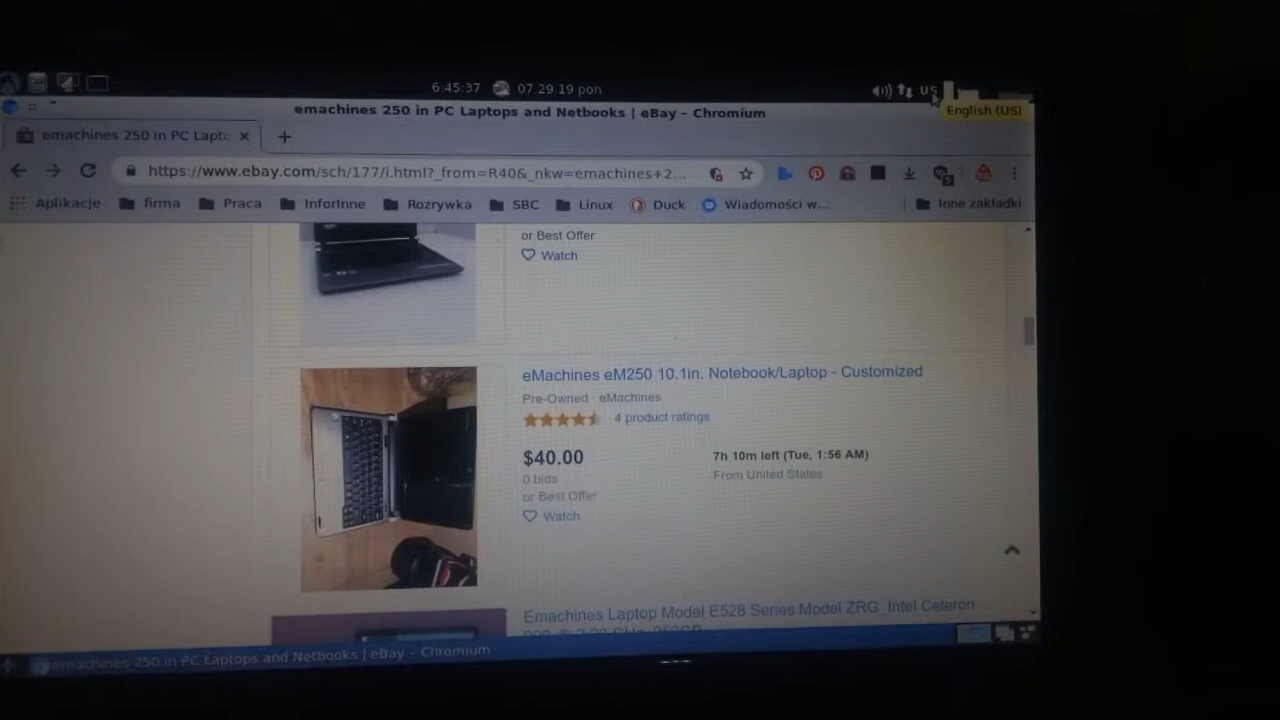 6:45:37 07.29.19 pon US
English (US)
emachines 250 in PC Laptops and Netbooks | eBay - Chromium
emachines 250 in PC Lapto
https://www.ebay.com/sch/177/i.html?_from=R40&_nkw=emachines+2...
Aplikacje firma Praca InforInne Rozrywka SBC Linux Duck Wiadomości w... Inne zakładki
or Best Offer
Watch
eMachines eM250 10.1in. Notebook/Laptop - Customized
Pre-Owned · eMachines
4 product ratings
$40.00 7h 10m left (Tue, 1:56 AM)
0 bids From United States
or Best Offer
Watch
Emachines Laptop Model E528 Series Model ZRG_Intel Celeron
emachines 250 in PC Laptops and Netbooks | eBay - Chromium